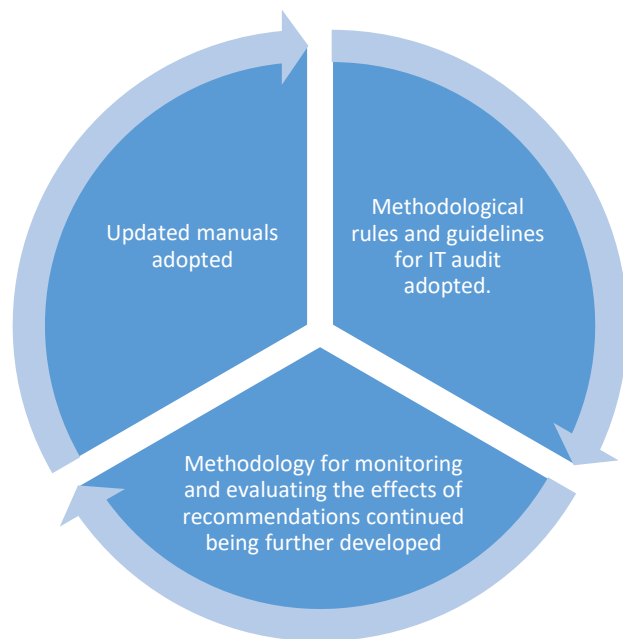 Updated manuals
adopted
Methodological
rules and guidelines
for IT audit
adopted.
Methodology for monitoring
and evaluating the effects of
recommendations continued
being further developed